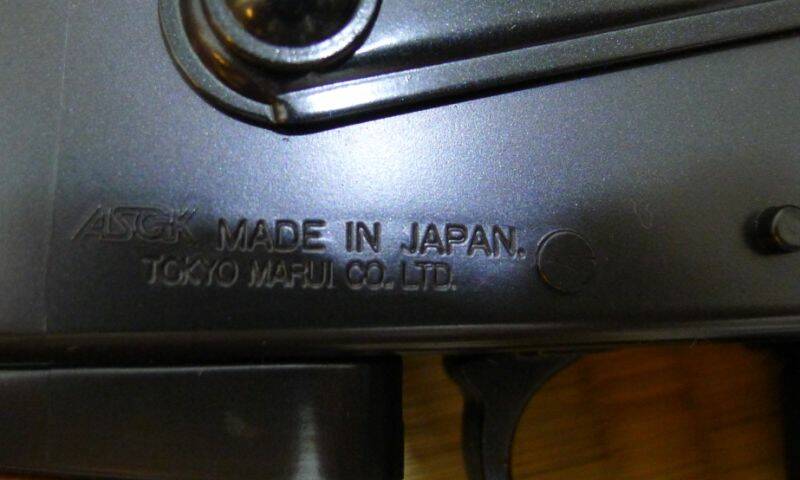 ASGK MADE IN JAPAN.
TOKYO MARUI CO.. LTD.